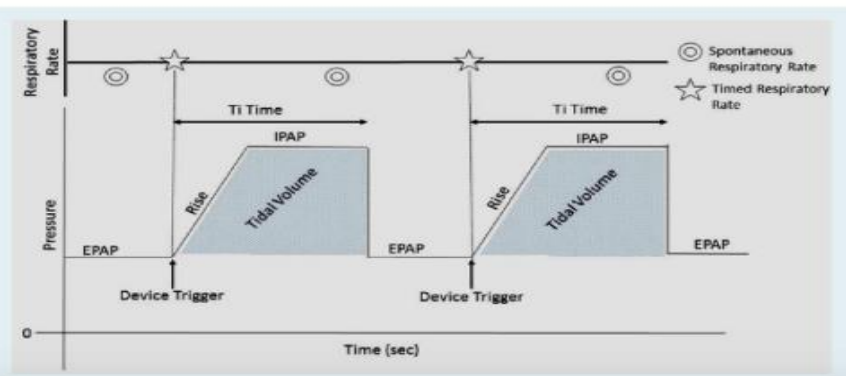 Respiratory
Rate
Spontaneous
Respiratory Rate
Timed Respiratory
Rate
Ti Time
Ti Time
IPAP
IPAP
Rise
Tidal Volume
Rise
Tidal Volume
Pressure
EPAP
EPAP
EPAP
Device Trigger
Device Trigger
0
Time (sec)